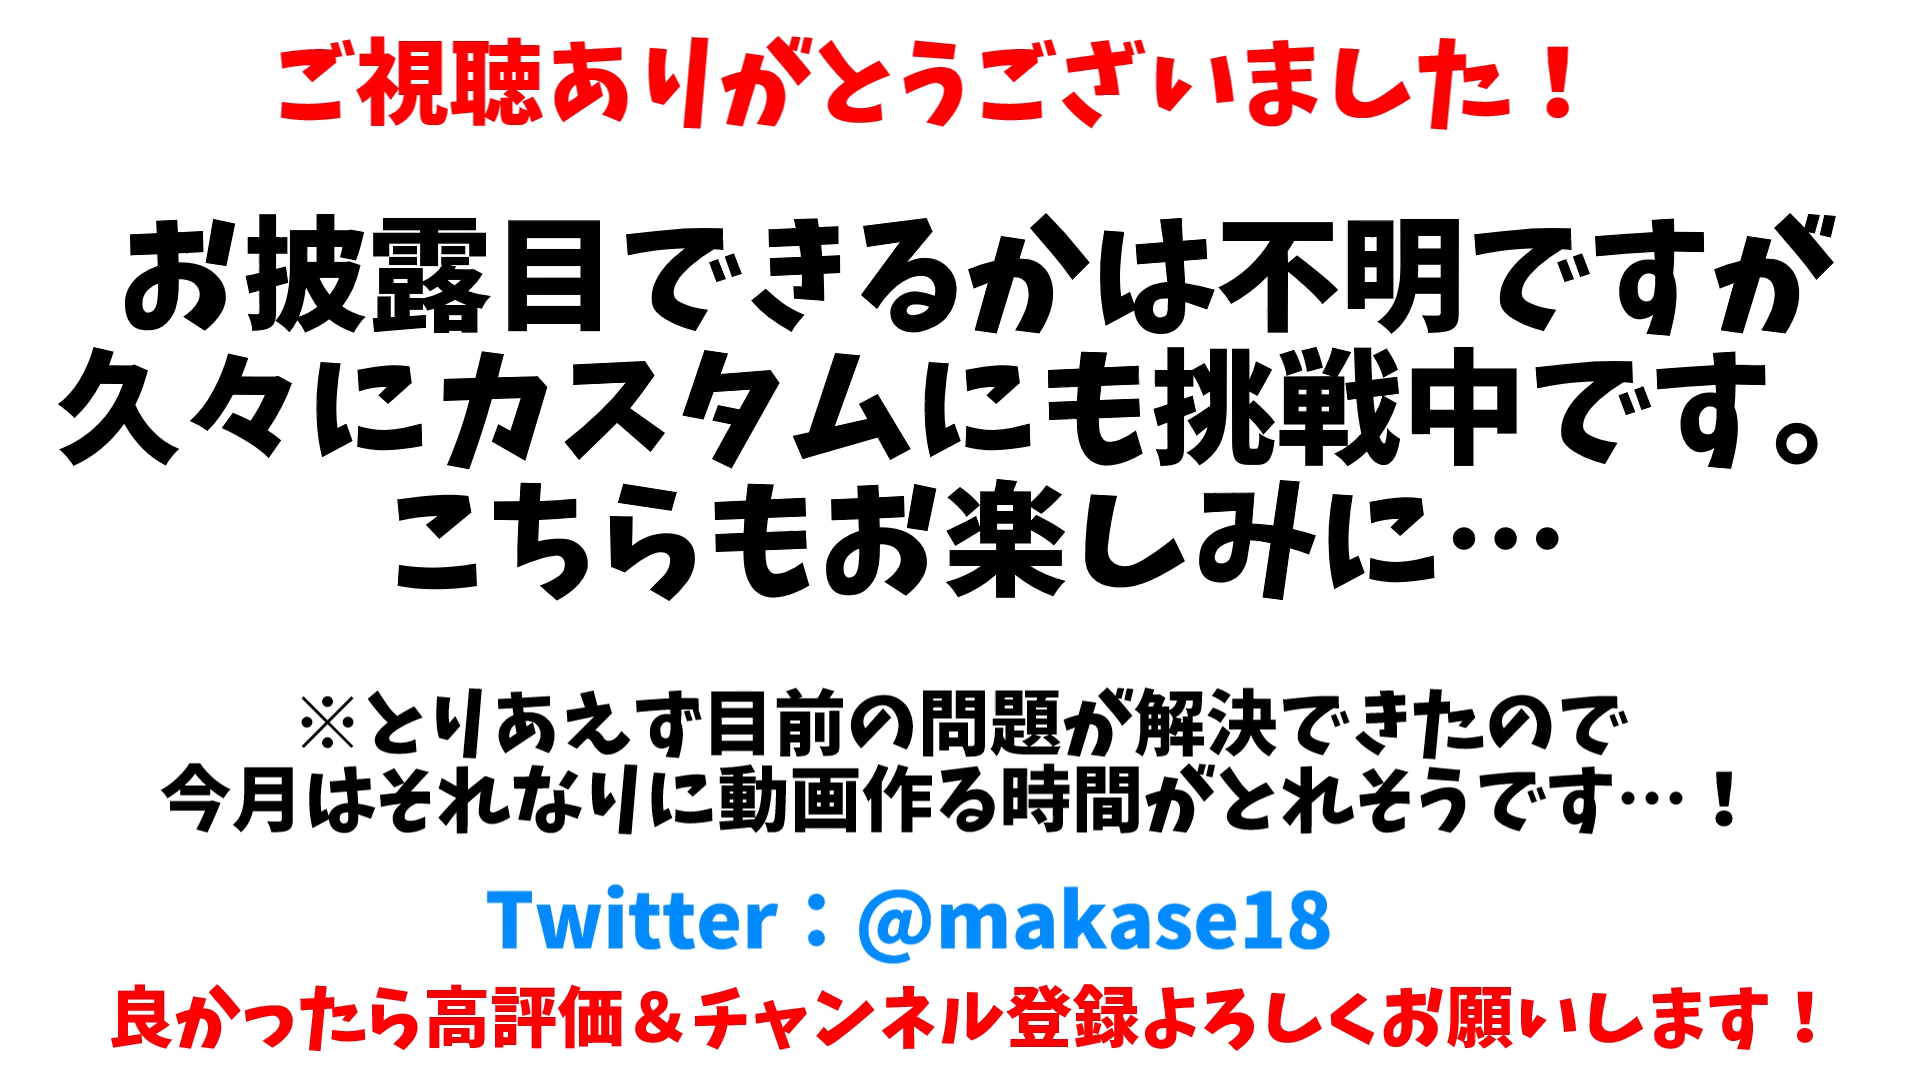 ご視聴ありがとうございました！
お披露目できるかは不明ですが
久々にカスタムにも挑戦中です。
こちらもお楽しみに…
※とりあえず目前の問題が解決できたので
今月はそれなりに動画作る時間がとれそうです…！
Twitter：@makase18
良かったら高評価＆チャンネル登録よろしくお願いします！